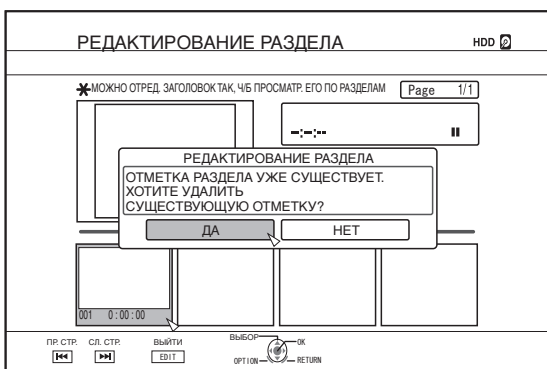 РЕДАКТИРОВАНИЕ РАЗДЕЛА
HDD
МОЖНО ОТРЕД. ЗАГОЛОВОК ТАК, Ч/Б ПРОСМАТР. ЕГО ПО РАЗДЕЛАМ
Page 1/1
-:-:--
РЕДАКТИРОВАНИЕ РАЗДЕЛА
ОТМЕТКА РАЗДЕЛА УЖЕ СУЩЕСТВУЕТ.
ХОТИТЕ УДАЛИТЬ
СУЩЕСТВУЮЩУЮ ОТМЕТКУ?
ДА
НЕТ
001 0:00:00
ПР. СТР.
СЛ. СТР.
ВЫЙТИ
EDIT
ВЫБОР
OK
OPTION
RETURN